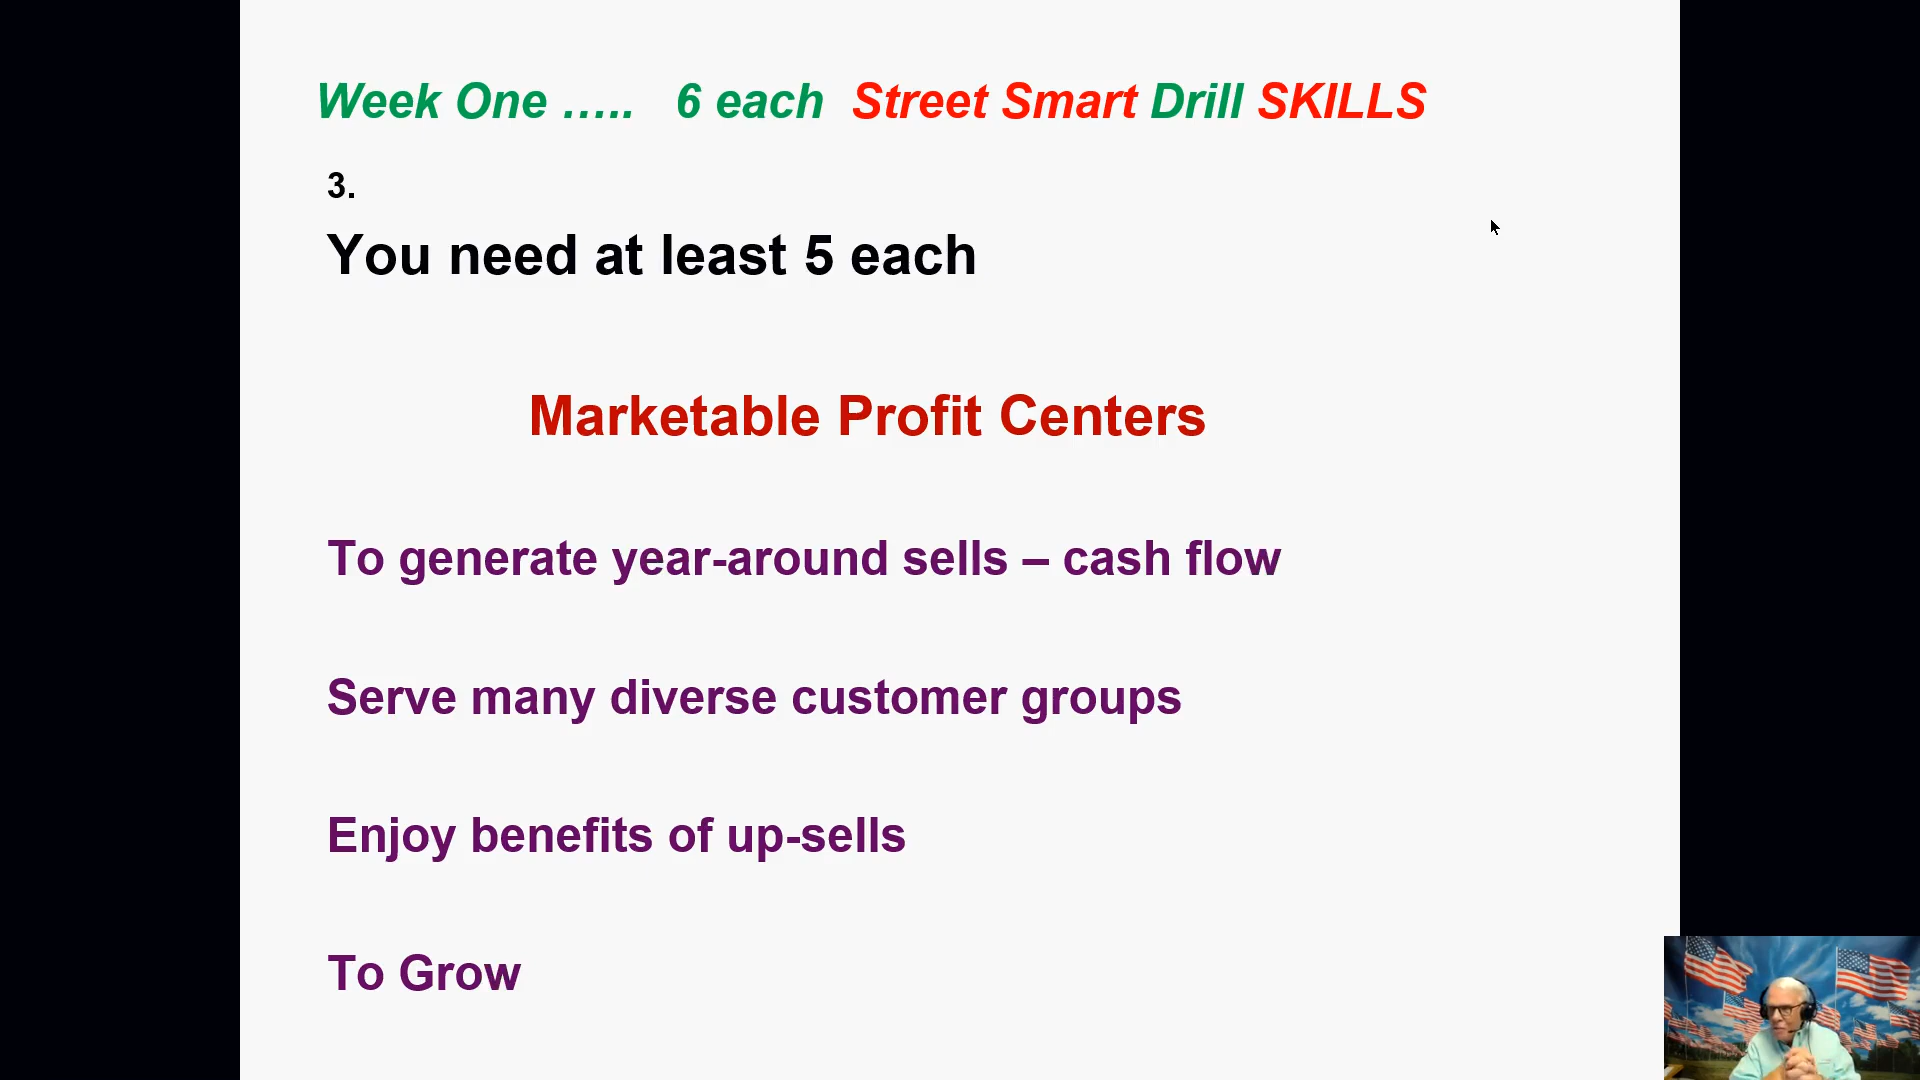 Week One ….. 6 each Street Smart Drill SKILLS
3.
You need at least 5 each
Marketable Profit Centers
To generate year-around sells – cash flow
Serve many diverse customer groups
Enjoy benefits of up-sells
To Grow